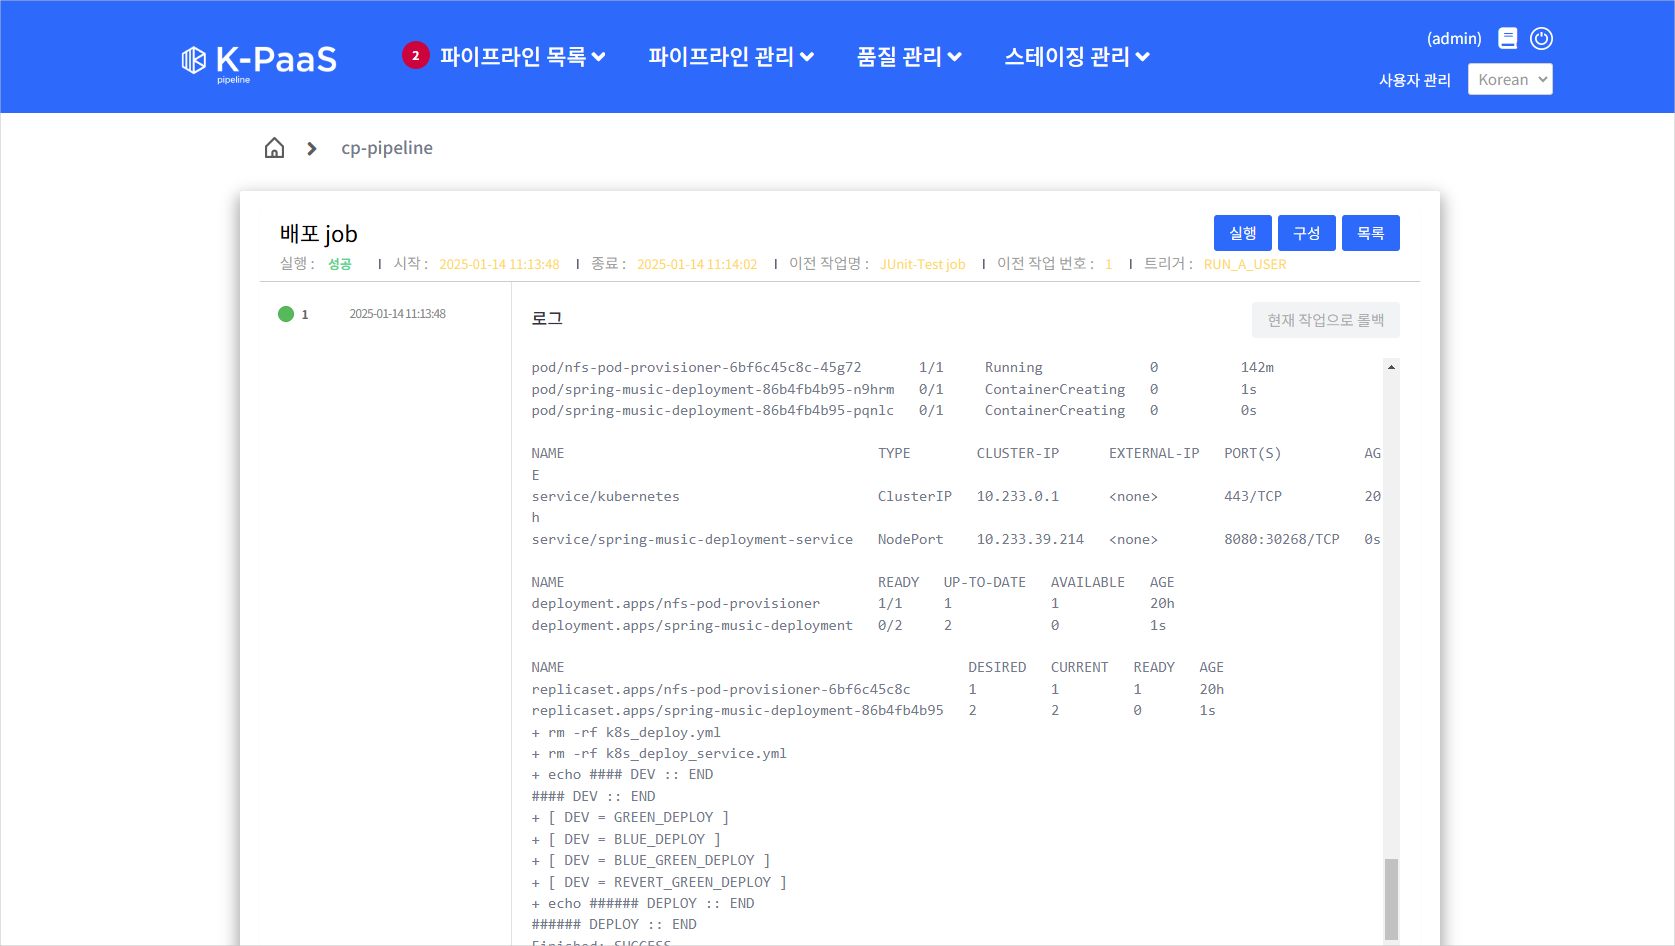 K-PaaS
pipeline
2 파이프라인 목록 파이프라인 관리 품질 관리 스테이징 관리
(admin)
사용자 관리 Korean
cp-pipeline
배포 job
실행 구성 목록
실행 : 성공 I 시작 : 2025-01-14 11:13:48 I 종료 : 2025-01-14 11:14:02 I 이전 작업명 : JUnit-Test job I 이전 작업 번호 : 1 I 트리거 : RUN_A_USER
1 2025-01-14 11:13:48
로그
현재 작업으로 롤백
pod/nfs-pod-provisioner-6bf6c45c8c-45g72 1/1 Running 0 142m
pod/spring-music-deployment-86b4fb4b95-n9hrm 0/1 ContainerCreating 0 1s
pod/spring-music-deployment-86b4fb4b95-pqnlc 0/1 ContainerCreating 0 0s
NAME TYPE CLUSTER-IP EXTERNAL-IP PORT(S) AG
E
service/kubernetes ClusterIP 10.233.0.1 <none> 443/TCP 20
h
service/spring-music-deployment-service NodePort 10.233.39.214 <none> 8080:30268/TCP 0s
NAME READY UP-TO-DATE AVAILABLE AGE
deployment.apps/nfs-pod-provisioner 1/1 1 1 20h
deployment.apps/spring-music-deployment 0/2 2 0 1s
NAME DESIRED CURRENT READY AGE
replicaset.apps/nfs-pod-provisioner-6bf6c45c8c 1 1 1 20h
replicaset.apps/spring-music-deployment-86b4fb4b95 2 2 0 1s
+ rm -rf k8s_deploy.yml
+ rm -rf k8s_deploy_service.yml
+ echo #### DEV :: END
#### DEV :: END
+ [ DEV = GREEN_DEPLOY ]
+ [ DEV = BLUE_DEPLOY ]
+ [ DEV = BLUE_GREEN_DEPLOY ]
+ [ DEV = REVERT_GREEN_DEPLOY ]
+ echo ###### DEPLOY :: END
###### DEPLOY :: END
Finished: SUCCESS